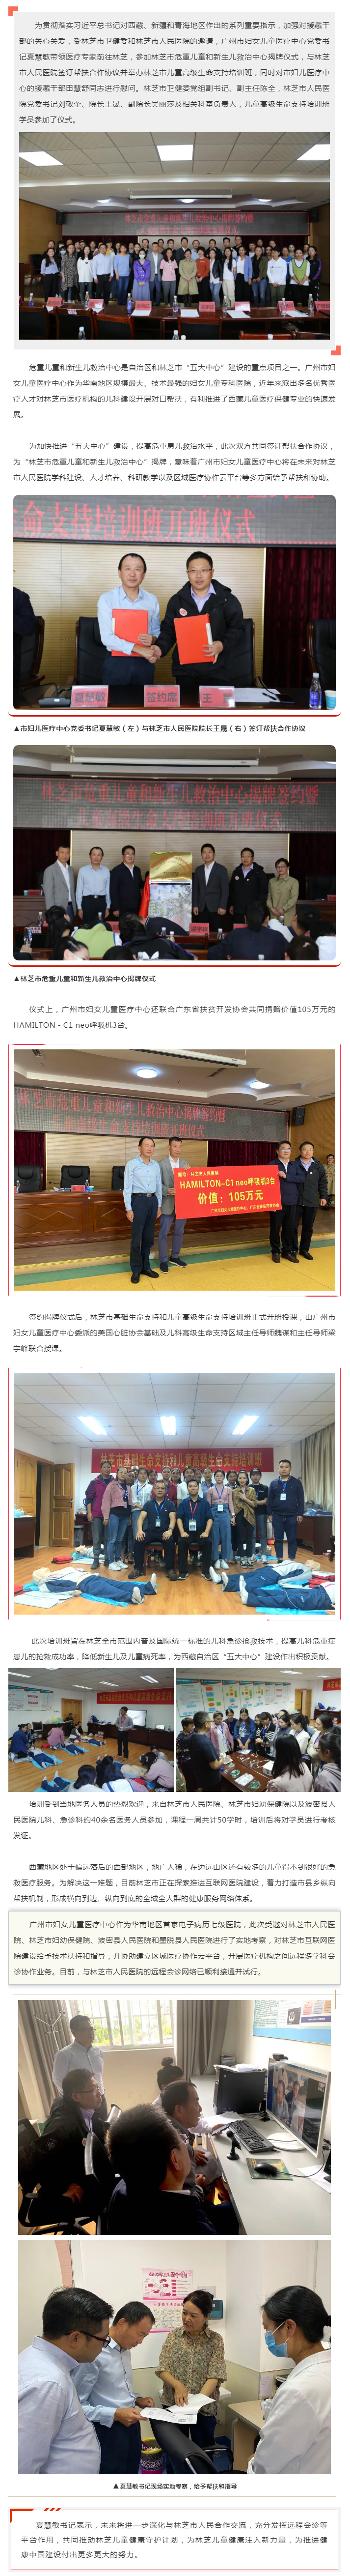 为贯彻落实习近平总书记对西藏、新疆和青海地区作出的系列重要指示，加强对援藏干
部的关心关爱，受林芝市卫健委和林芝市人民医院的邀请，广州市妇女儿童医疗中心党委书
记夏慧敏带领医疗专家前往林芝，参加林芝市危重儿童和新生儿救治中心揭牌仪式，与林芝
市人民医院签订帮扶合作协议并举办林芝市儿童高级生命支持培训班，同时对市妇儿医疗中
心的援藏干部田慧舒同志进行慰问。林芝市卫健委党组副书记、副主任陈金，林芝市人民医
院党委书记刘敬奎、院长王晟、副院长吴丽莎及相关科室负责人，儿童高级生命支持培训班
学员参加了仪式。
林芝市危重儿童和新生儿救治中心揭牌签约暨
危重儿童和新生儿救治中心是自治区和林芝市“五大中心”建设的重点项目之一。广州市妇
女儿童医疗中心作为华南地区规模最大、技术最强的妇女儿童专科医院，近年来派出多名优秀医
疗人才对林芝市医疗机构的儿科建设开展对口帮扶，有利推进了西藏儿童医疗保健专业的快速发
展。
为加快推进“五大中心”建设，提高危重患儿救治水平，此次双方共同签订帮扶合作协议，
为“林芝市危重儿童和新生儿救治中心”揭牌，意味着广州市妇女儿童医疗中心将在未来对林芝
市人民医院学科建设、人才培养、科研教学以及区域医疗协作云平台等多方面给予帮扶和协助。
命支持培训班开班仪式
夏慧敏
签约席
王
▲市妇儿医疗中心党委书记夏慧敏（左）与林芝市人民医院院长王晟（右）签订帮扶合作协议
林芝市危重儿童和新生儿救治中心揭牌签约暨
儿童高级生命支持培训班开班仪式
▲林芝市危重儿童和新生儿救治中心揭牌仪式
仪式上，广州市妇女儿童医疗中心还联合广东省扶贫开发协会共同捐赠价值105万元的
HAMILTON－C1 neo呼吸机3台。
林芝市危重儿童和新生儿救治中心揭牌签约暨
儿童高级生命支持培训班开班仪式
HAMILTON-C1 neo呼吸机3台
价值：105万元
签约揭牌仪式后，林芝市基础生命支持和儿童高级生命支持培训班正式开班授课，由广州市
妇女儿童医疗中心委派的美国心脏协会基础及儿科高级生命支持区域主任导师魏谋和主任导师梁
宇峰联合授课。
林芝市基础生命支持和儿童高级生命支持培训班
此次培训班旨在林芝全市范围内普及国际统一标准的儿科急诊抢救技术，提高儿科危重症
患儿的抢救成功率，降低新生儿及儿童病死率，为西藏自治区“五大中心”建设作出积极贡献。
培训受到当地医务人员的热烈欢迎，来自林芝市人民医院、林芝市妇幼保健院以及波密县人
民医院儿科、急诊科约40余名医务人员参加，课程一周共计50学时，培训后将对学员进行考核
发证。
西藏地区处于偏远落后的西部地区，地广人稀，在边远山区还有较多的儿童得不到很好的急
救医疗服务。为解决这一难题，目前林芝市正在探索推进互联网医院建设，着力打造市县乡纵向
帮扶机制，形成横向到边、纵向到底的全域全人群的健康服务网络体系。
广州市妇女儿童医疗中心作为华南地区首家电子病历七级医院，此次受邀对林芝市人民医
院、林芝市妇幼保健院、波密县人民医院和墨脱县人民医院进行了实地考察，对林芝市互联网医
院建设给予技术扶持和指导，并协助建立区域医疗协作云平台，开展医疗机构之间远程多学科会
诊协作业务。目前，与林芝市人民医院的远程会诊网络已顺利接通并试行。
▲夏慧敏书记现场实地考察，给予帮扶和指导
夏慧敏书记表示，未来将进一步深化与林芝市人民合作交流，充分发挥远程会诊等
平台作用，共同推动林芝儿童健康守护计划，为林芝儿童健康注入新力量，为推进健
康中国建设付出更多更大的努力。